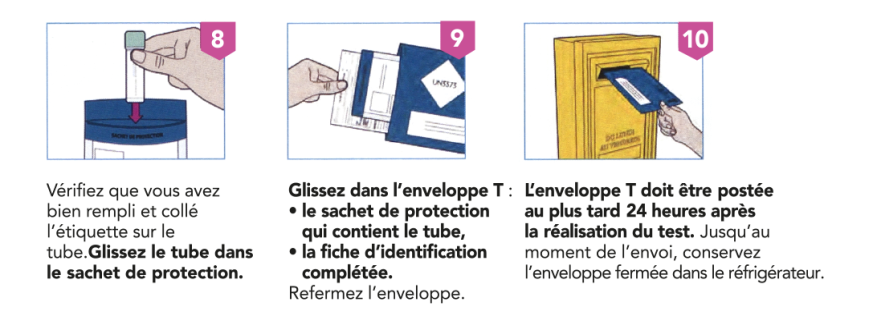 8
SACHET DE PROTECTION
Vérifiez que vous avez
bien rempli et collé
l'étiquette sur le
tube.Glissez le tube dans
le sachet de protection.
9
UN3373
Glissez dans l'enveloppe T :
• le sachet de protection
qui contient le tube,
• la fiche d'identification
complétée.
Refermez l'enveloppe.
10
DU LUNDI
AU VENDREDI
L'enveloppe T doit être postée
au plus tard 24 heures après
la réalisation du test. Jusqu'au
moment de l'envoi, conservez
l'enveloppe fermée dans le réfrigérateur.